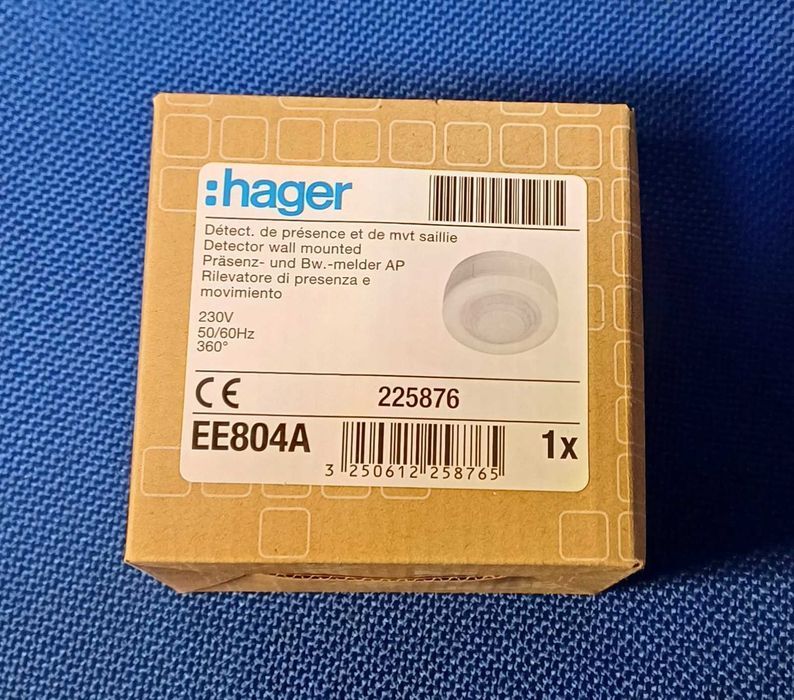 :hager
Détect. de présence et de mvt saillie
Detector wall mounted
Präsenz- und Bw.-melder AP
Rilevatore di presenza e
movimiento
230V
50/60Hz
360°
CE 225876
EE804A 1x
3 250612 258765